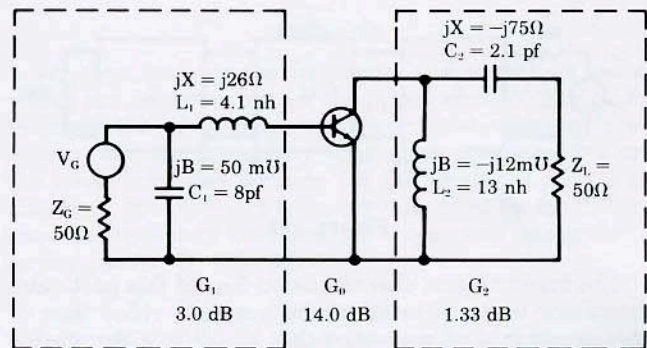 jX = –j75Ω
C₂ = 2.1 pf
jX = j26Ω
L₁ = 4.1 nh
V_G
jB = 50 m℧
C₁ = 8pf
Z_G =
50Ω
jB = –j12m℧
L₂ = 13 nh
Z_L =
50Ω
G₁
G₀
G₂
3.0 dB
14.0 dB
1.33 dB